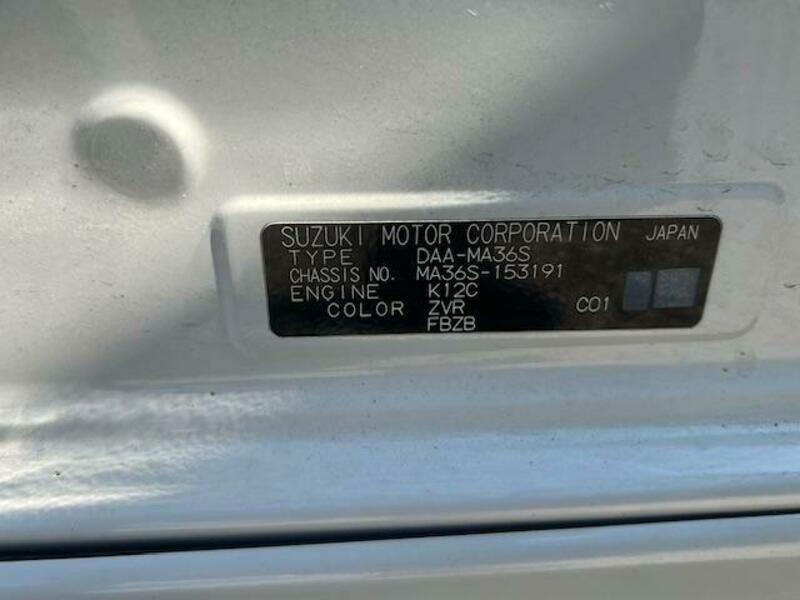 SUZUKI MOTOR CORPORATION JAPAN
TYPE DAA-MA36S
CHASSIS NO. MA36S-153191
ENGINE K12C
COLOR ZVR C01
FBZB